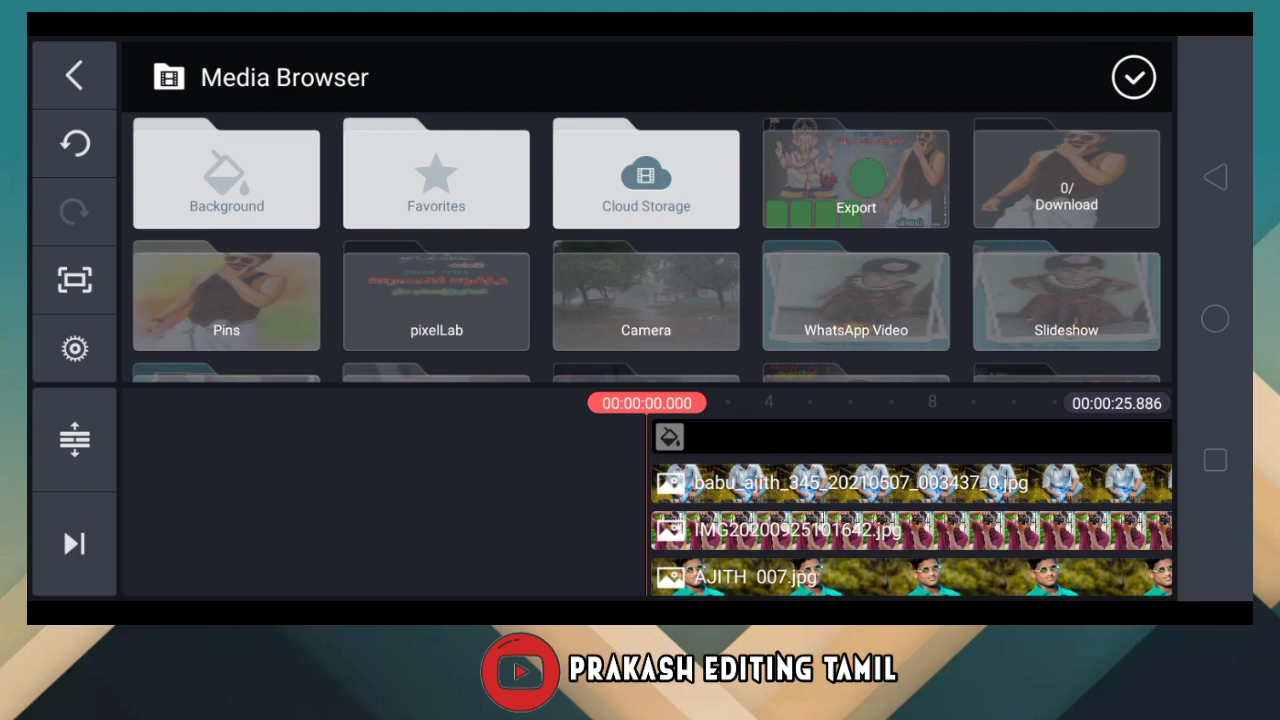 Media Browser
Background
Favorites
Cloud Storage
Export
0/
Download
Pins
pixelLab
Camera
WhatsApp Video
Slideshow
00:00:00.000
4
8
00:00:25.886
babu_ajith_345_20210507_003437_0.jpg
IMG20200925101642.jpg
AJITH 007.jpg
PRAKASH EDITING TAMIL